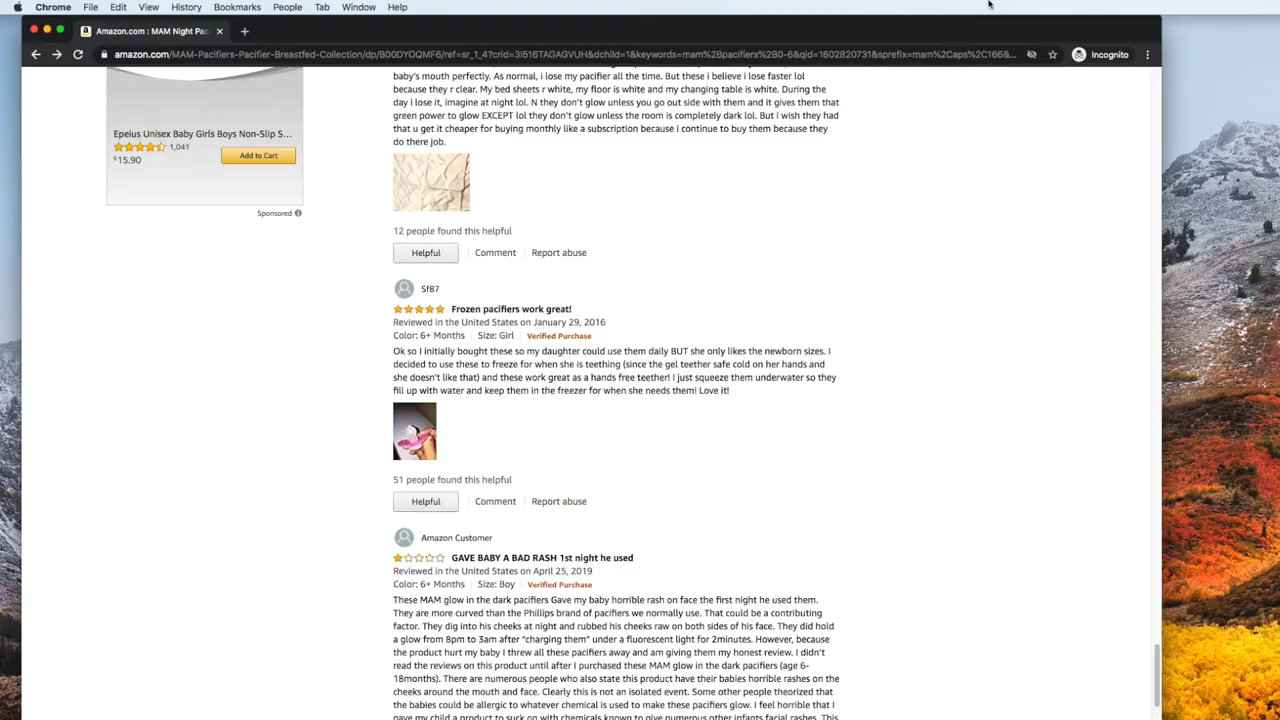 Chrome File Edit View History Bookmarks People Tab Window Help
Amazon.com : MAM Night Pac
amazon.com/MAM-Pacifiers-Pacifier-Breastfed-Collection/dp/B00DYOQMF6/ref=sr_1_4?crid=3I516TAGAGVUH&dchild=1&keywords=mam%2Bpacifiers%2B0-6&qid=1602820731&sprefix=mam%2Caps%2C166&s... Incognito
baby's mouth perfectly. As normal, i lose my pacifier all the time. But these i believe i lose faster lol
because they r clear. My bed sheets r white, my floor is white and my changing table is white. During the
day i lose it, imagine at night lol. N they don't glow unless you go out side with them and it gives them that
green power to glow EXCEPT lol they don't glow unless the room is completely dark lol. But i wish they had
that u get it cheaper for buying monthly like a subscription because i continue to buy them because they
do there job.
Epelus Unisex Baby Girls Boys Non-Slip S...
1,041
$15.90
Add to Cart
Sponsored
12 people found this helpful
Helpful Comment Report abuse
Sf87
Frozen pacifiers work great!
Reviewed in the United States on January 29, 2016
Color: 6+ Months Size: Girl Verified Purchase
Ok so I initially bought these so my daughter could use them daily BUT she only likes the newborn sizes. I
decided to use these to freeze for when she is teething (since the gel teether safe cold on her hands and
she doesn't like that) and these work great as a hands free teether! I just squeeze them underwater so they
fill up with water and keep them in the freezer for when she needs them! Love it!
51 people found this helpful
Helpful Comment Report abuse
Amazon Customer
GAVE BABY A BAD RASH 1st night he used
Reviewed in the United States on April 25, 2019
Color: 6+ Months Size: Boy Verified Purchase
These MAM glow in the dark pacifiers Gave my baby horrible rash on face the first night he used them.
They are more curved than the Phillips brand of pacifiers we normally use. That could be a contributing
factor. They dig into his cheeks at night and rubbed his cheeks raw on both sides of his face. They did hold
a glow from 8pm to 3am after "charging them" under a fluorescent light for 2minutes. However, because
the product hurt my baby I threw all these pacifiers away and am giving them my honest review. I didn't
read the reviews on this product until after I purchased these MAM glow in the dark pacifiers (age 6-
18months). There are numerous people who also state this product have their babies horrible rashes on the
cheeks around the mouth and face. Clearly this is not an isolated event. Some other people theorized that
the babies could be allergic to whatever chemical is used to make these pacifiers glow. I feel horrible that I
gave my child a product to suck on with chemicals known to give numerous other infants facial rashes. This